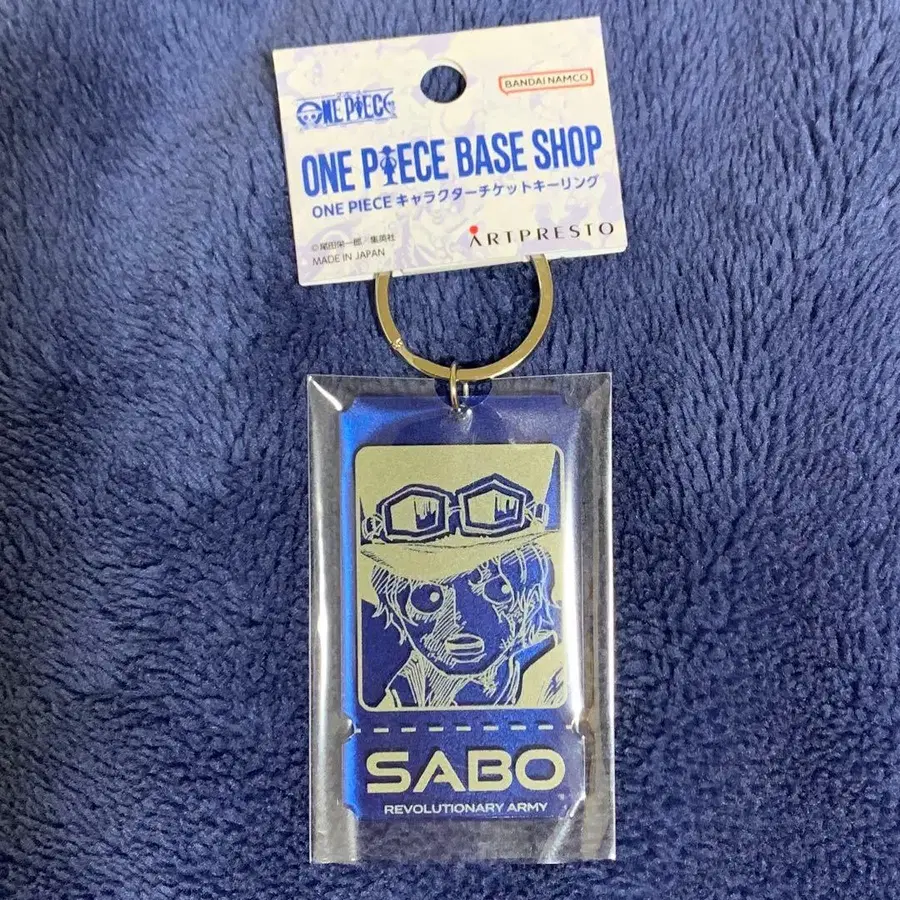 BANDAI NAMCO
ONE PIECE
ONE PIECE BASE SHOP
ONE PIECE キャラクターチケットキーリング
©尾田栄一郎／集英社
MADE IN JAPAN
ARTPRESTO
SABO
REVOLUTIONARY ARMY